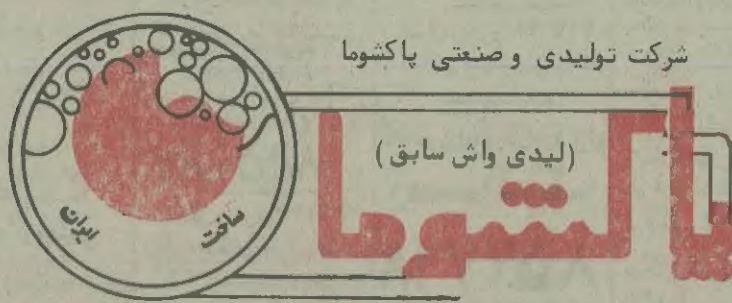 شرکت تولیدی و صنعتی پاکشوما
(لیدی واش سابق)
پاکشوما
ساخت ایران